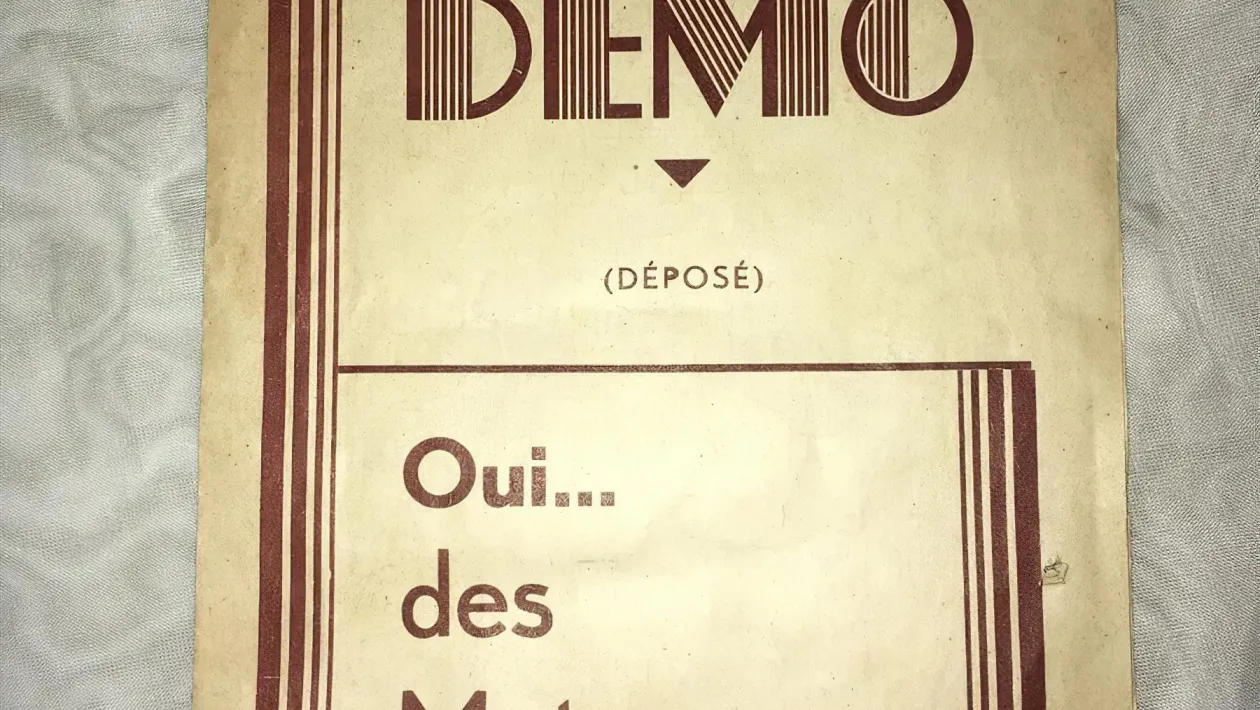 DEMO
(DÉPOSÉ)
Oui...
des